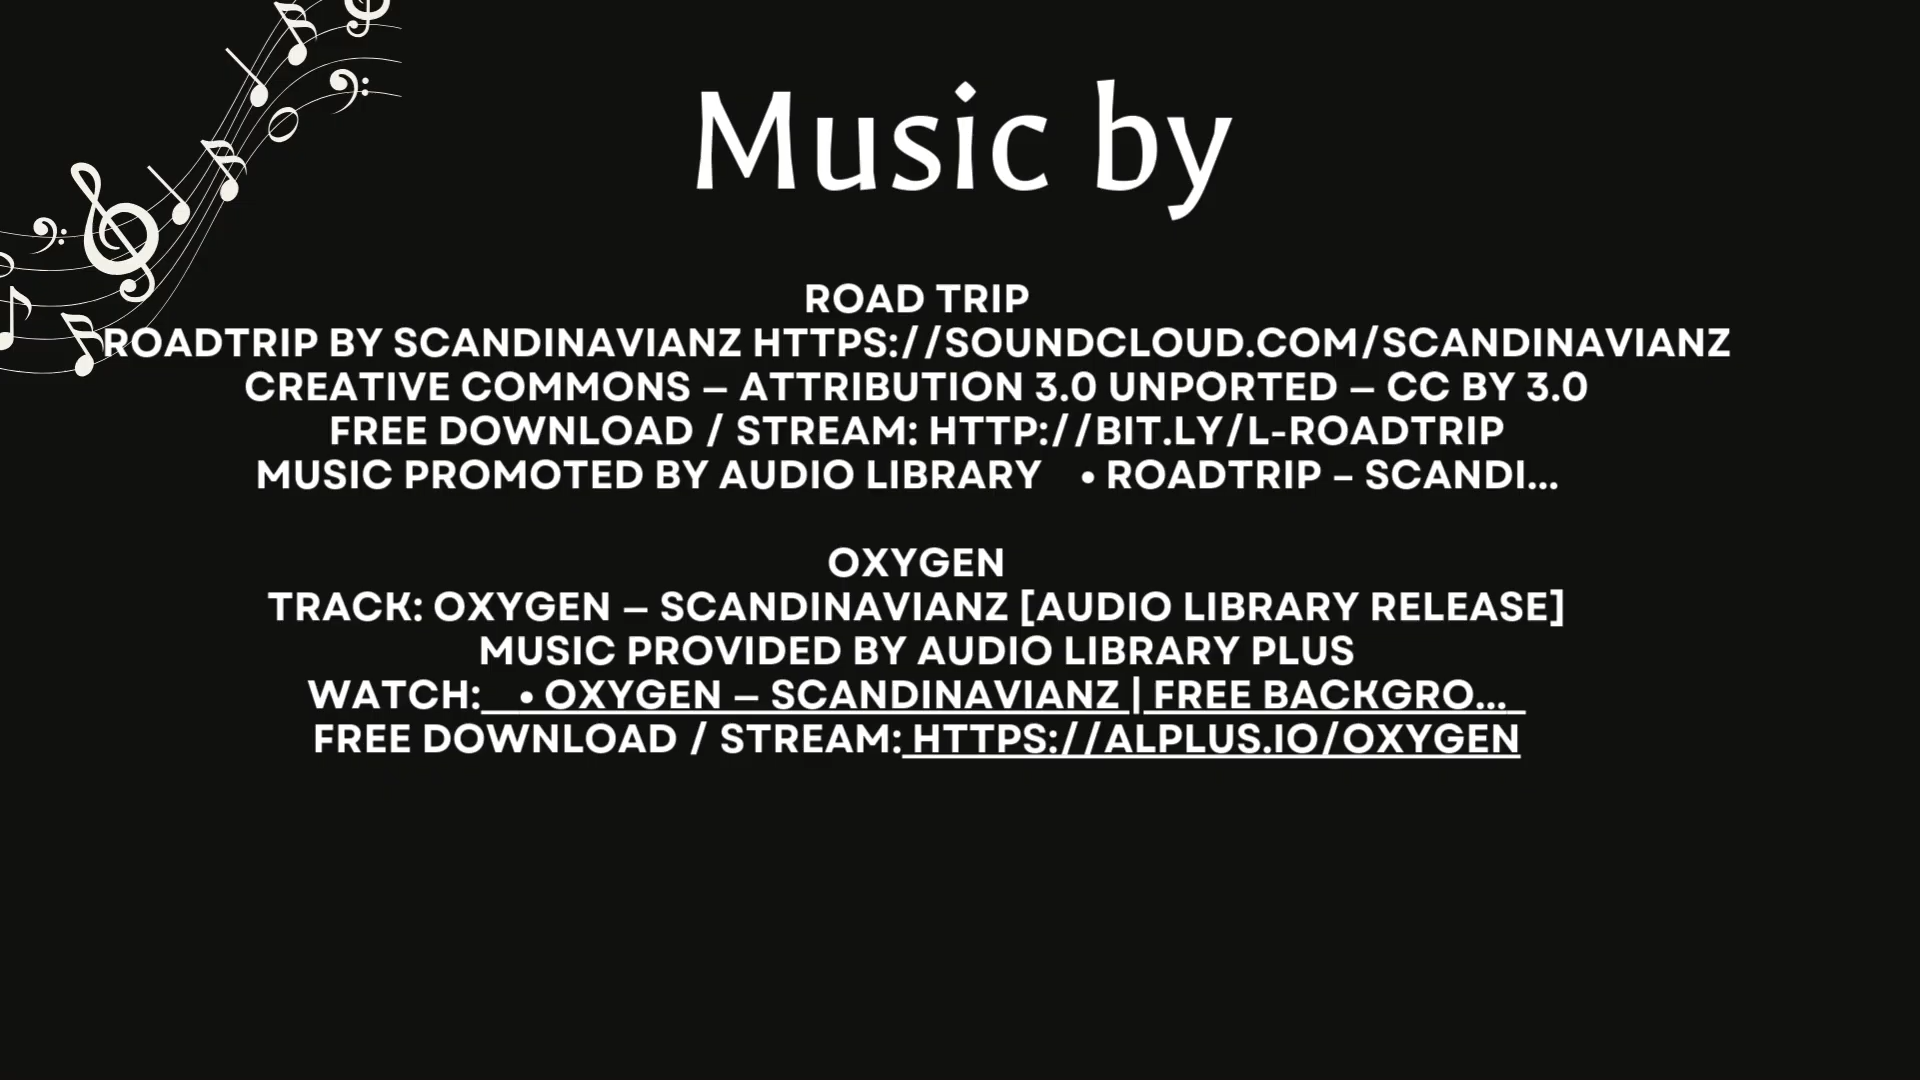 Music by
ROAD TRIP
ROADTRIP BY SCANDINAVIANZ HTTPS://SOUNDCLOUD.COM/SCANDINAVIANZ
CREATIVE COMMONS — ATTRIBUTION 3.0 UNPORTED — CC BY 3.0
FREE DOWNLOAD / STREAM: HTTP://BIT.LY/L-ROADTRIP
MUSIC PROMOTED BY AUDIO LIBRARY • ROADTRIP – SCANDI...
OXYGEN
TRACK: OXYGEN — SCANDINAVIANZ [AUDIO LIBRARY RELEASE]
MUSIC PROVIDED BY AUDIO LIBRARY PLUS
WATCH: • OXYGEN — SCANDINAVIANZ | FREE BACKGRO...
FREE DOWNLOAD / STREAM: HTTPS://ALPLUS.IO/OXYGEN